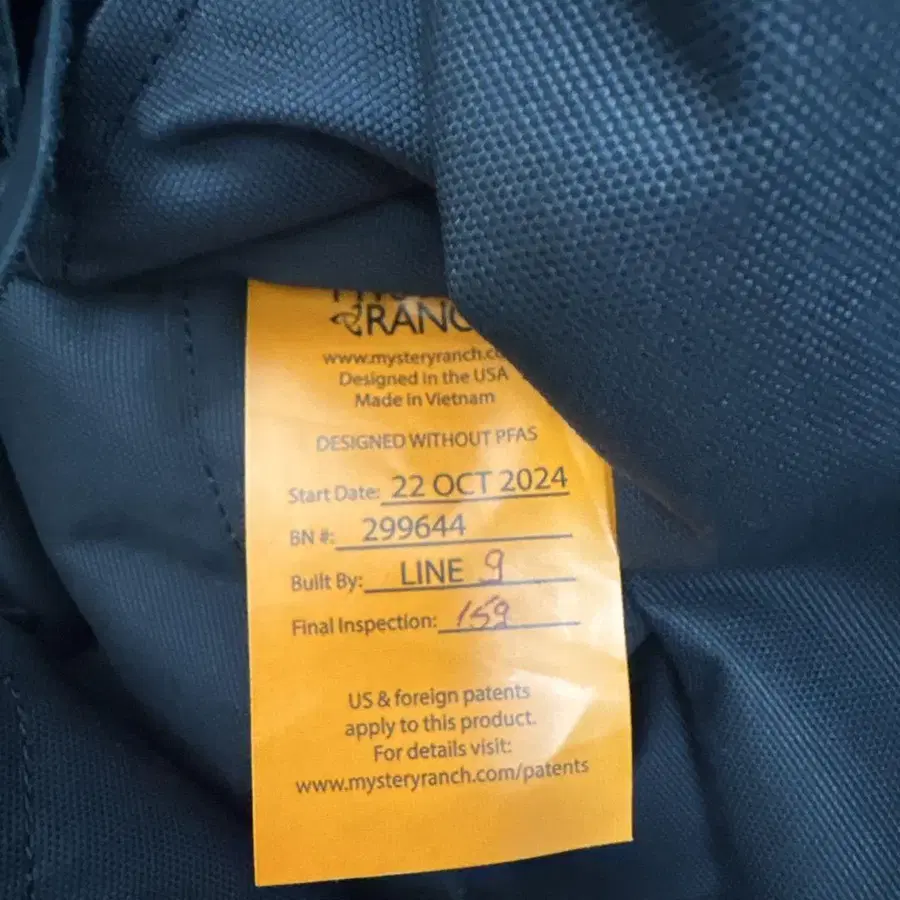 RANC
www.mysteryranch.co
Designed in the USA
Made in Vietnam
DESIGNED WITHOUT PFAS
Start Date: 22 OCT 2024
BN #: 299644
Built By: LINE 9
Final Inspection: 159
US & foreign patents
apply to this product.
For details visit:
www.mysteryranch.com/patents